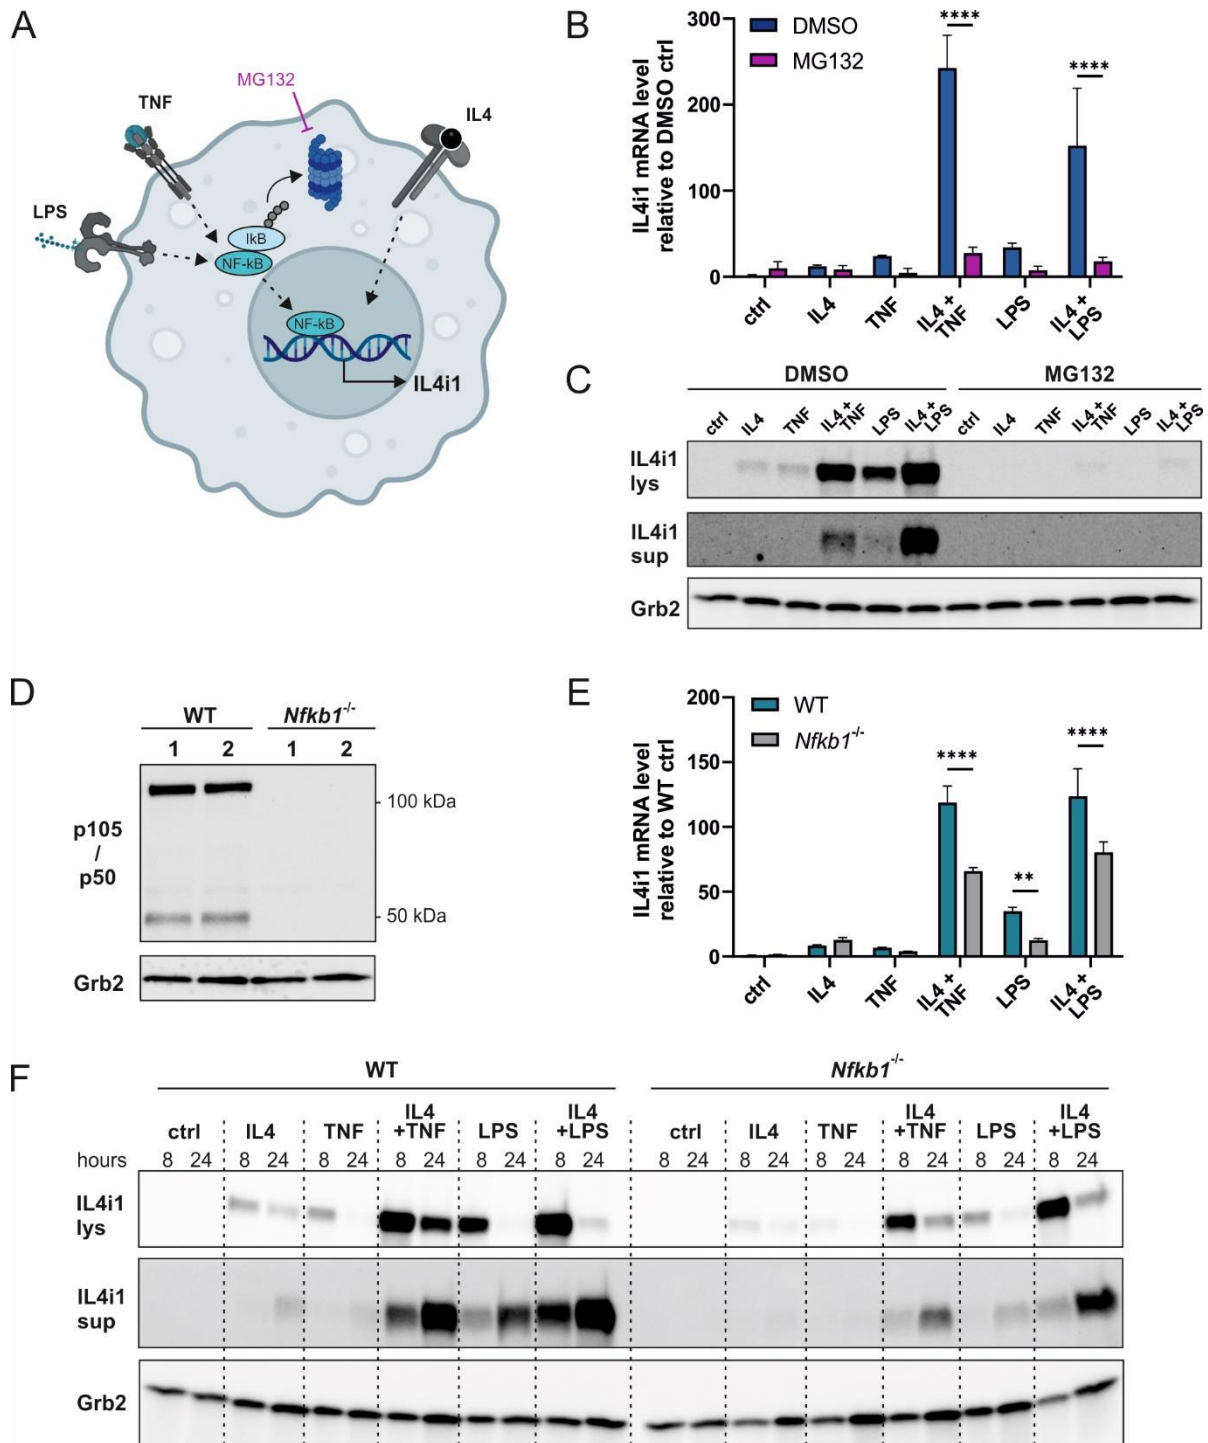 A
MG132
TNF
IL4
LPS
IkB
NF-kB
NF-kB
IL4i1
B
IL4i1 mRNA level
relative to DMSO ctrl
300
200
100
0
DMSO
MG132
****
****
ctrl
IL4
TNF
IL4 +
TNF
LPS
IL4 +
LPS
C
DMSO
MG132
ctrl
IL4
TNF
IL4 +
TNF
LPS
IL4 +
LPS
ctrl
IL4
TNF
IL4 +
TNF
LPS
IL4 +
LPS
IL4i1
lys
IL4i1
sup
Grb2
D
WT
Nfkb1-/-
1 2 1 2
p105
/
p50
- 100 kDa
- 50 kDa
Grb2
E
IL4i1 mRNA level
relative to WT ctrl
200
150
100
50
0
WT
Nfkb1-/-
****
**
****
ctrl
IL4
TNF
IL4 +
TNF
LPS
IL4 +
LPS
F
WT
Nfkb1-/-
ctrl
IL4
TNF
IL4
+TNF
LPS
IL4
+LPS
ctrl
IL4
TNF
IL4
+TNF
LPS
IL4
+LPS
hours 8 24 8 24 8 24 8 24 8 24 8 24 8 24 8 24 8 24 8 24 8 24 8 24
IL4i1
lys
IL4i1
sup
Grb2